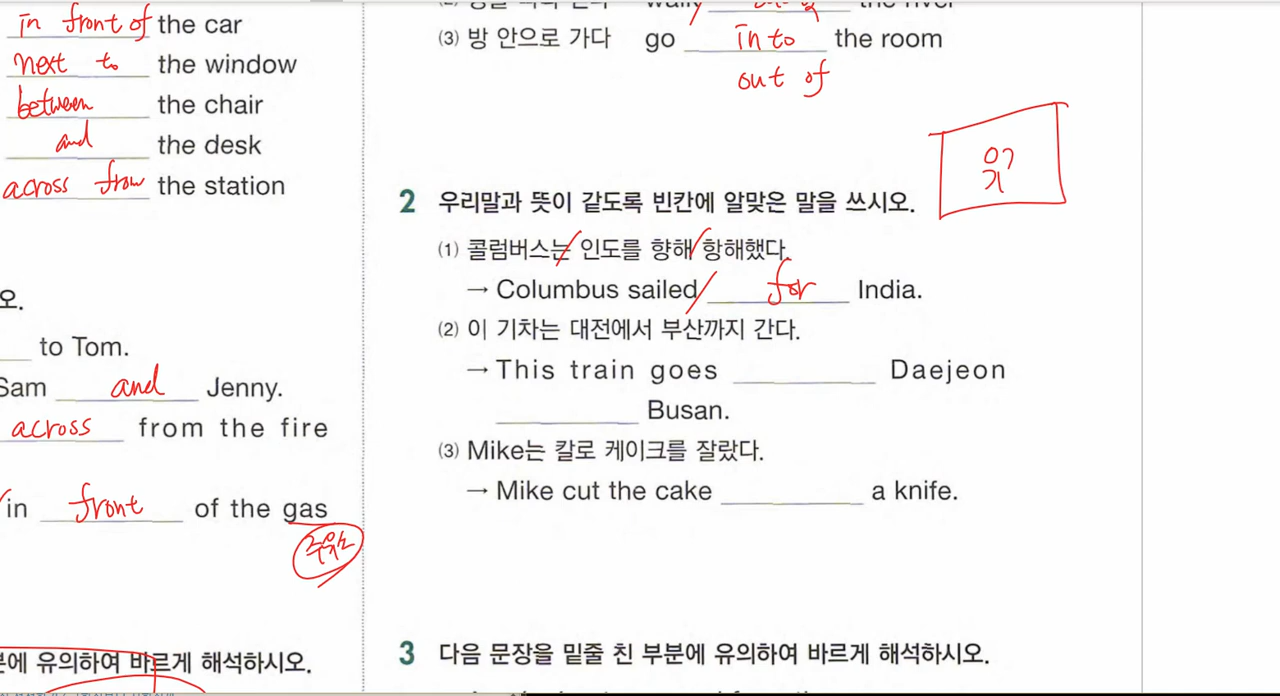 in front of the car
next to the window
between the chair
and the desk
across from the station
to Tom.
Sam and Jenny.
across from the fire
in front of the gas
주유소
에 유의하여 바르게 해석하시오.
(3) 방 안으로 가다 go into the room
out of
2 우리말과 뜻이 같도록 빈칸에 알맞은 말을 쓰시오.
(1) 콜럼버스는 인도를 향해 항해했다.
→ Columbus sailed for India.
(2) 이 기차는 대전에서 부산까지 간다.
→ This train goes ______ Daejeon
______ Busan.
(3) Mike는 칼로 케이크를 잘랐다.
→ Mike cut the cake ______ a knife.
3 다음 문장을 밑줄 친 부분에 유의하여 바르게 해석하시오.